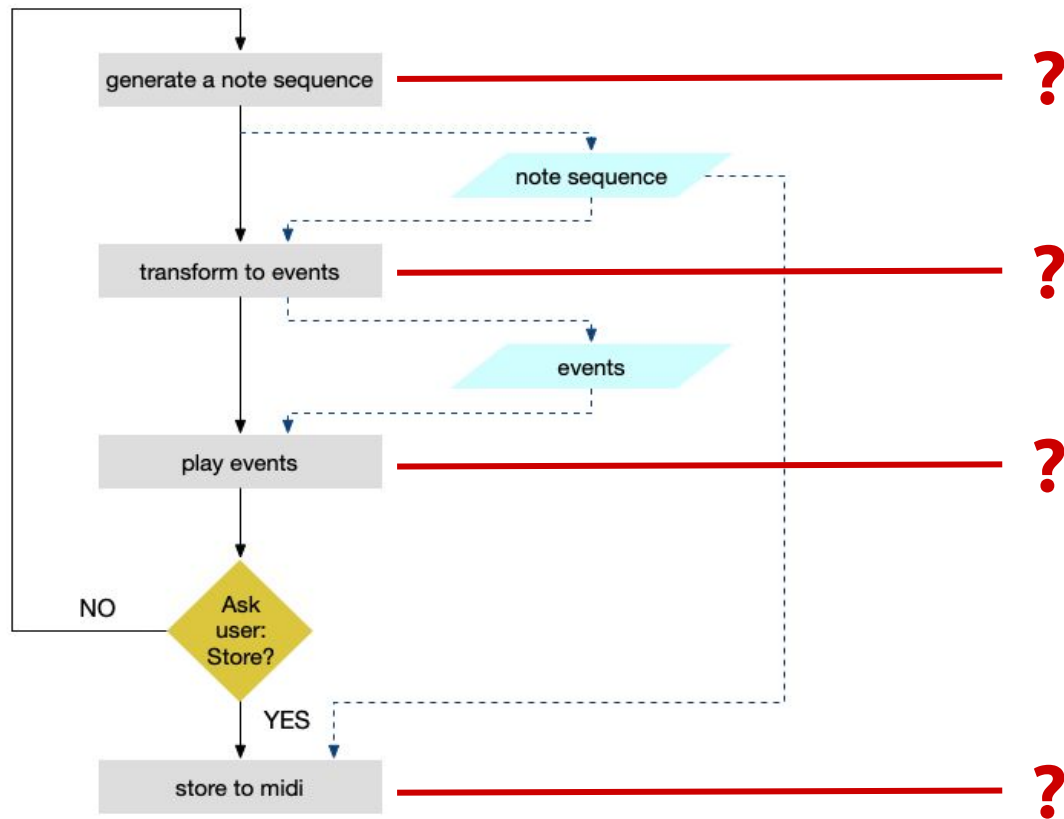 generate a note sequence
?
note sequence
transform to events
?
events
play events
?
Ask
user:
Store?
NO
YES
store to midi
?